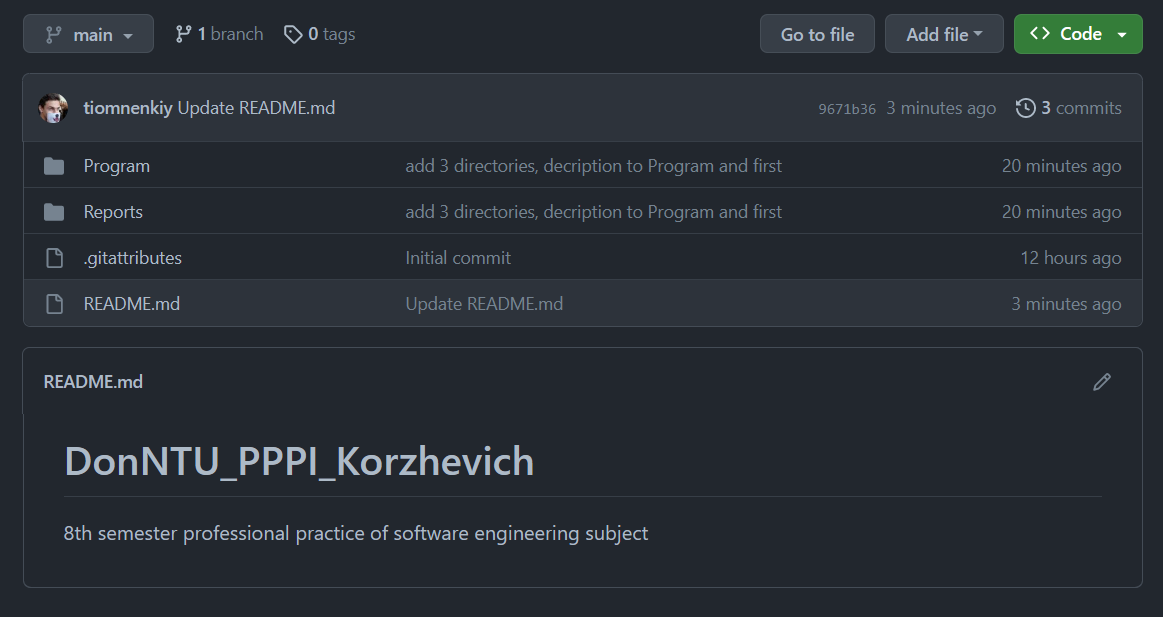 main 1 branch 0 tags Go to file Add file Code
tiomnenkiy Update README.md 9671b36 3 minutes ago 3 commits
Program add 3 directories, decription to Program and first 20 minutes ago
Reports add 3 directories, decription to Program and first 20 minutes ago
.gitattributes Initial commit 12 hours ago
README.md Update README.md 3 minutes ago
README.md
DonNTU_PPPI_Korzhevich
8th semester professional practice of software engineering subject